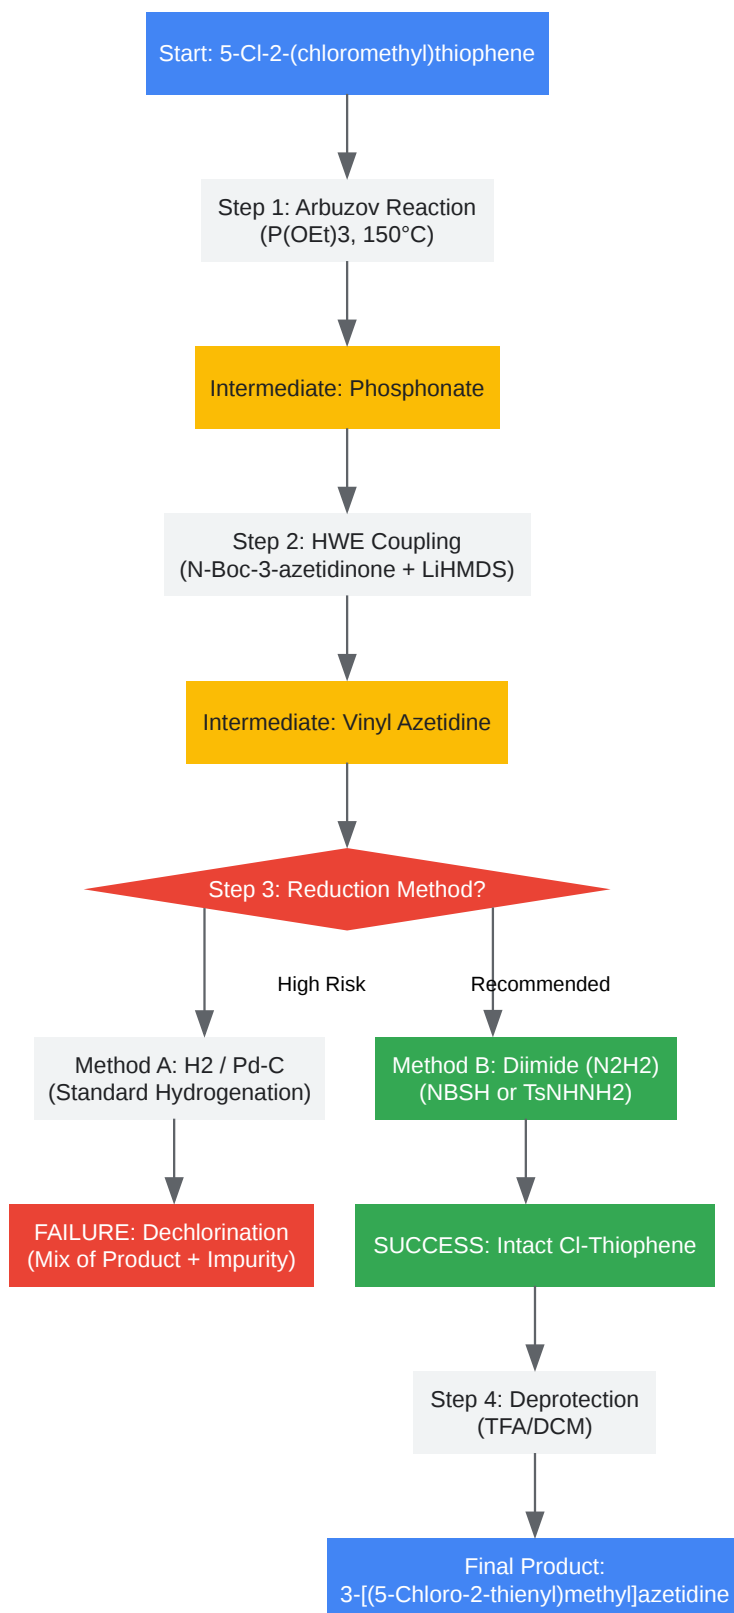 Start: 5-Cl-2-(chloromethyl)thiophene
Step 1: Arbuzov Reaction
(P(OEt)3, 150°C)
Intermediate: Phosphonate
Step 2: HWE Coupling
(N-Boc-3-azetidinone + LiHMDS)
Intermediate: Vinyl Azetidine
Step 3: Reduction Method?
High Risk
Recommended
Method A: H2 / Pd-C
(Standard Hydrogenation)
Method B: Diimide (N2H2)
(NBSH or TsNHNH2)
FAILURE: Dechlorination
(Mix of Product + Impurity)
SUCCESS: Intact Cl-Thiophene
Step 4: Deprotection
(TFA/DCM)
Final Product:
3-[(5-Chloro-2-thienyl)methyl]azetidine